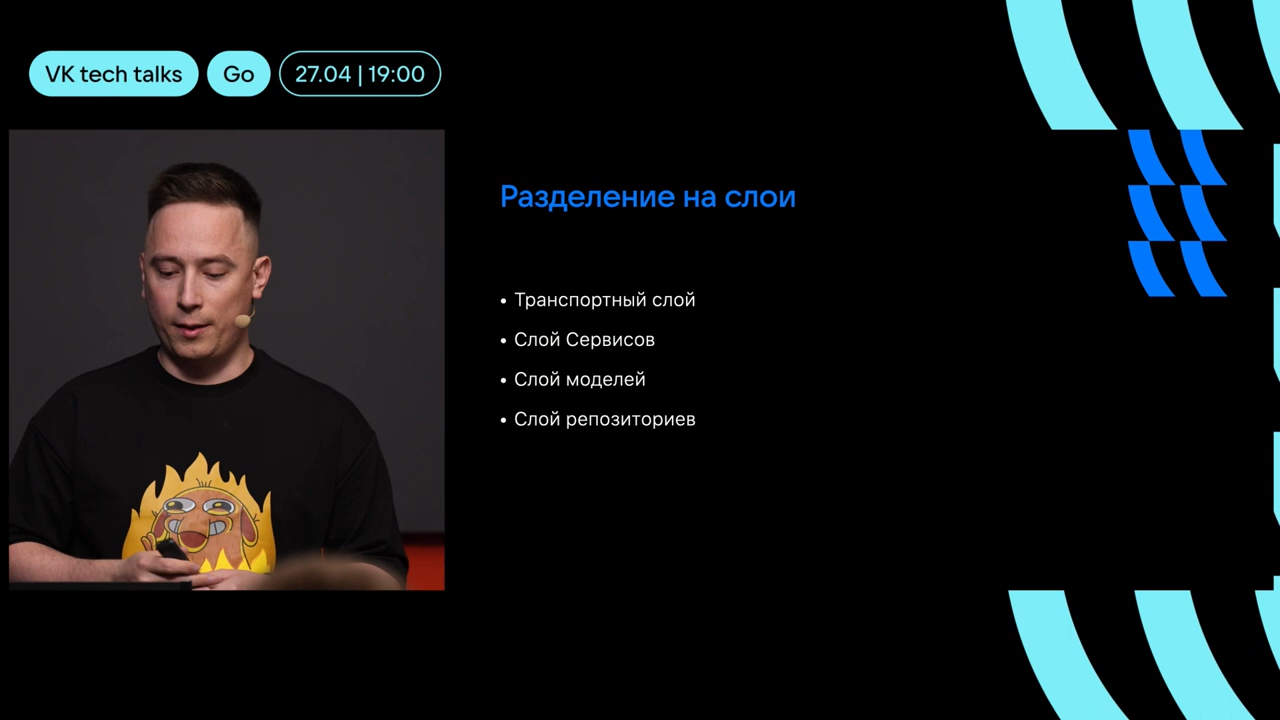 VK tech talks Go 27.04 | 19:00
Разделение на слои
• Транспортный слой
• Слой Сервисов
• Слой моделей
• Слой репозиториев